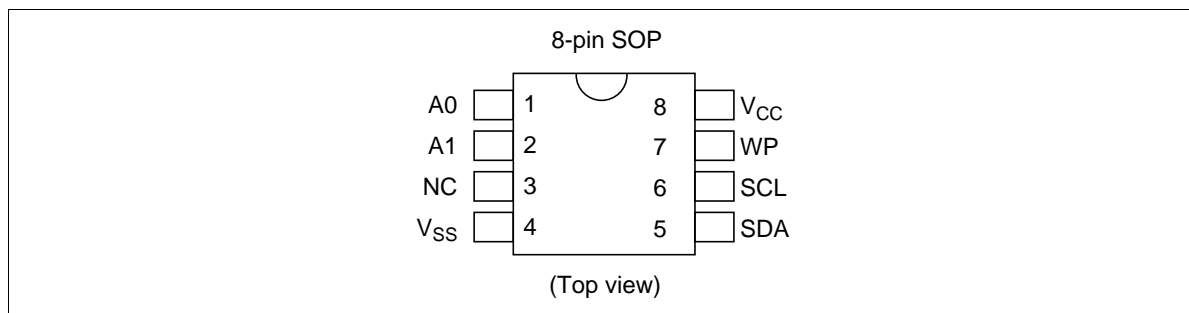 8-pin SOP
A0 1 8 VCC
A1 2 7 WP
NC 3 6 SCL
VSS 4 5 SDA
(Top view)